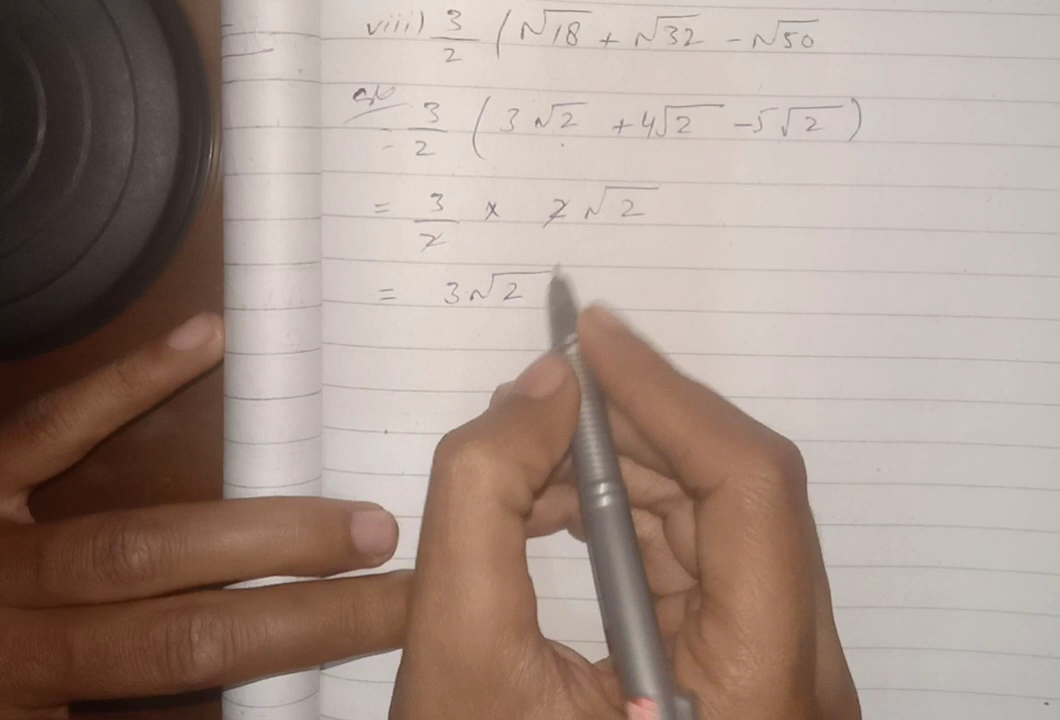 viii) 3/2 (√18 + √32 - √50
3/2 (3√2 + 4√2 - 5√2)
= 3/2 × 2√2
= 3√2